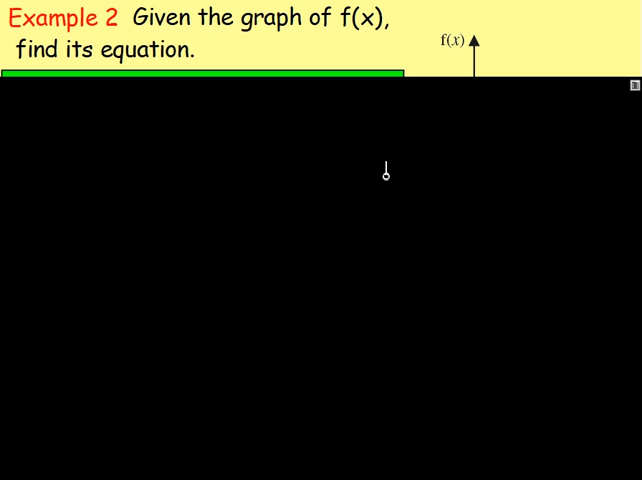 Example 2 Given the graph of f(x),
find its equation.
f(x)